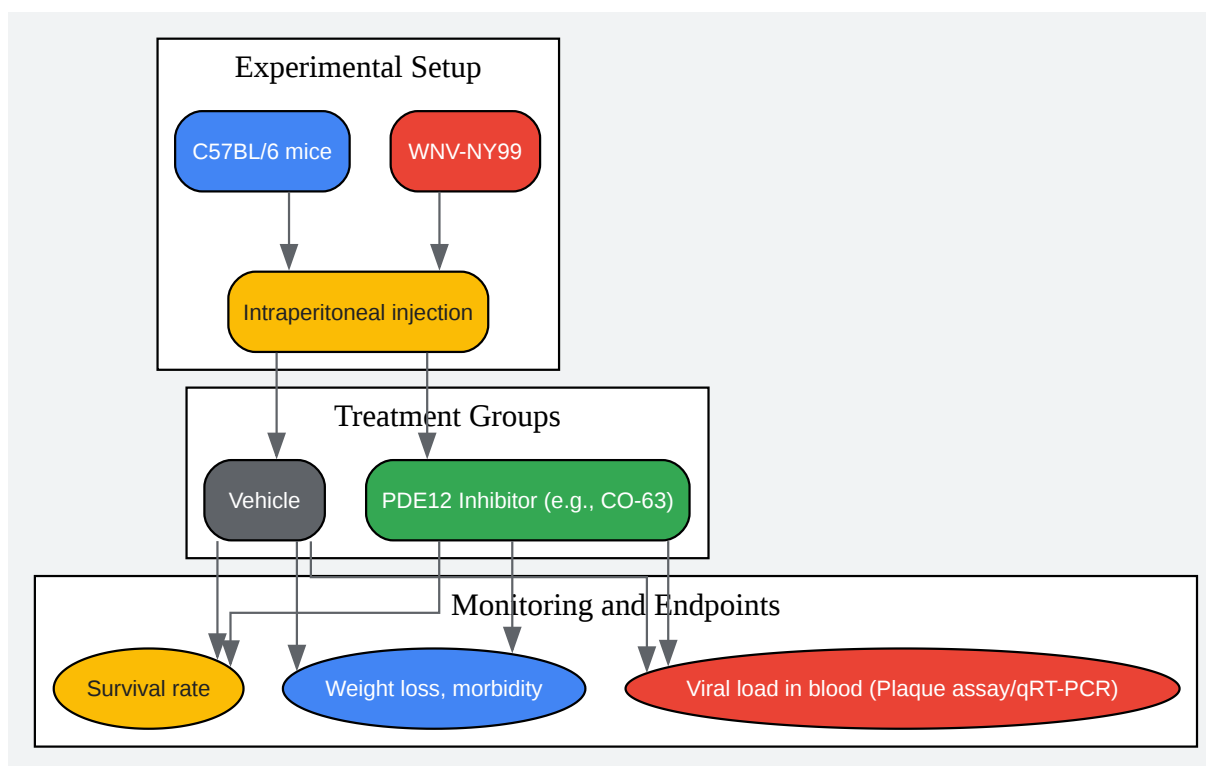 Experimental Setup
C57BL/6 mice
WNV-NY99
Intraperitoneal injection
Treatment Groups
Vehicle
PDE12 Inhibitor (e.g., CO-63)
Monitoring and Endpoints
Survival rate
Weight loss, morbidity
Viral load in blood (Plaque assay/qRT-PCR)